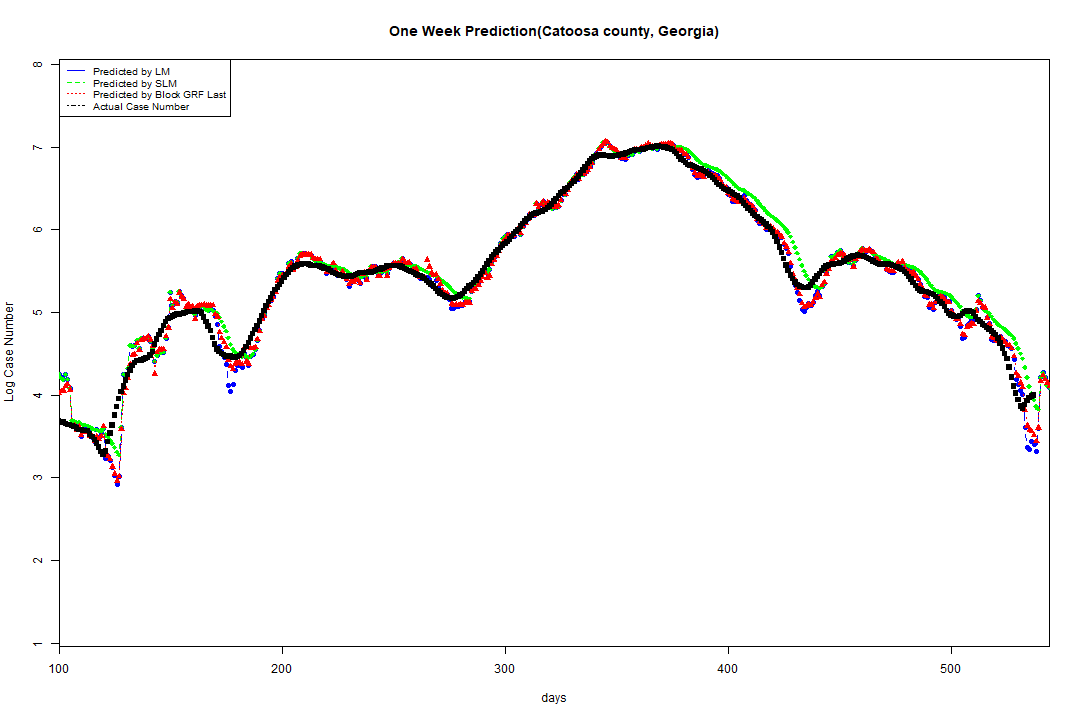 One Week Prediction(Catoosa county, Georgia)
Predicted by LM
Predicted by SLM
Predicted by Block GRF Last
Actual Case Number
8
7
6
5
4
3
2
1
Log Case Number
100 200 300 400 500
days